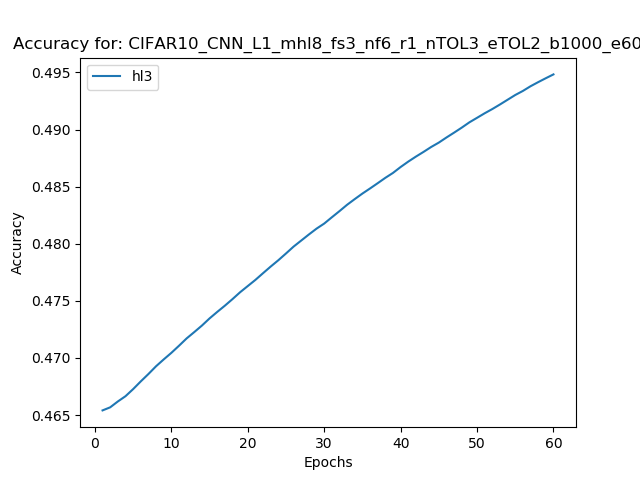 Accuracy for: CIFAR10_CNN_L1_mhl8_fs3_nf6_r1_nTOL3_eTOL2_b1000_e60
hl3
0.495
0.490
0.485
0.480
0.475
0.470
0.465
Accuracy
0 10 20 30 40 50 60
Epochs